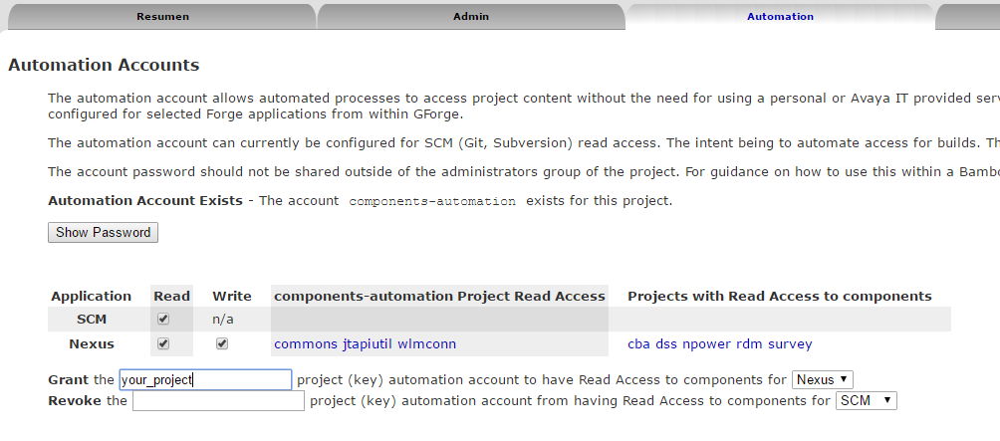 Resumen Admin Automation
Automation Accounts
The automation account allows automated processes to access project content without the need for using a personal or Avaya IT provided serv
configured for selected Forge applications from within GForge.
The automation account can currently be configured for SCM (Git, Subversion) read access. The intent being to automate access for builds. Th
The account password should not be shared outside of the administrators group of the project. For guidance on how to use this within a Bambo
Automation Account Exists - The account components-automation exists for this project.
Show Password
Application Read Write components-automation Project Read Access Projects with Read Access to components
SCM n/a
Nexus commons jtapiutil wlmconn cba dss npower rdm survey
Grant the your_project project (key) automation account to have Read Access to components for Nexus
Revoke the project (key) automation account from having Read Access to components for SCM